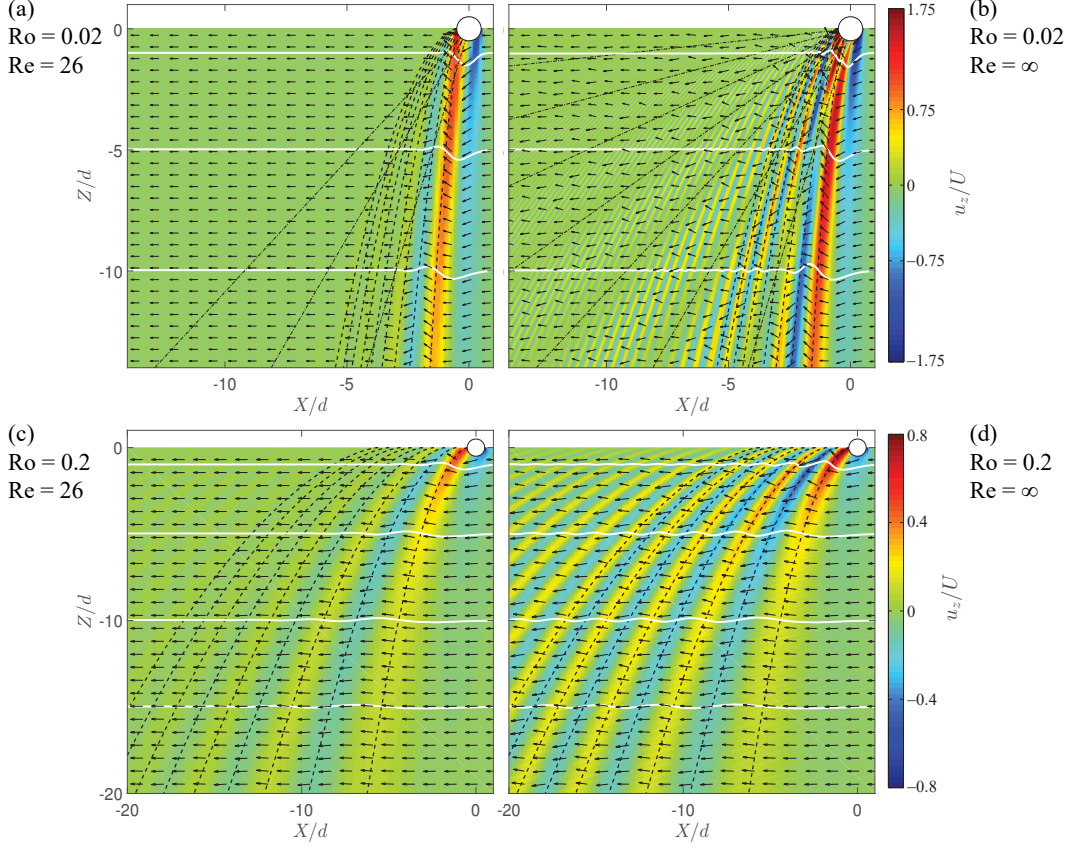 (a)
Ro = 0.02
Re = 26
0
-5
-10
Z/d
-10
-5
0
X/d
-10
-5
0
X/d
1.75
0.75
0
−0.75
−1.75
u_z/U
(b)
Ro = 0.02
Re = ∞
(c)
Ro = 0.2
Re = 26
0
-5
-10
-15
-20
Z/d
-20
-10
0
X/d
-20
-10
0
X/d
0.8
0.4
0
−0.4
−0.8
u_z/U
(d)
Ro = 0.2
Re = ∞